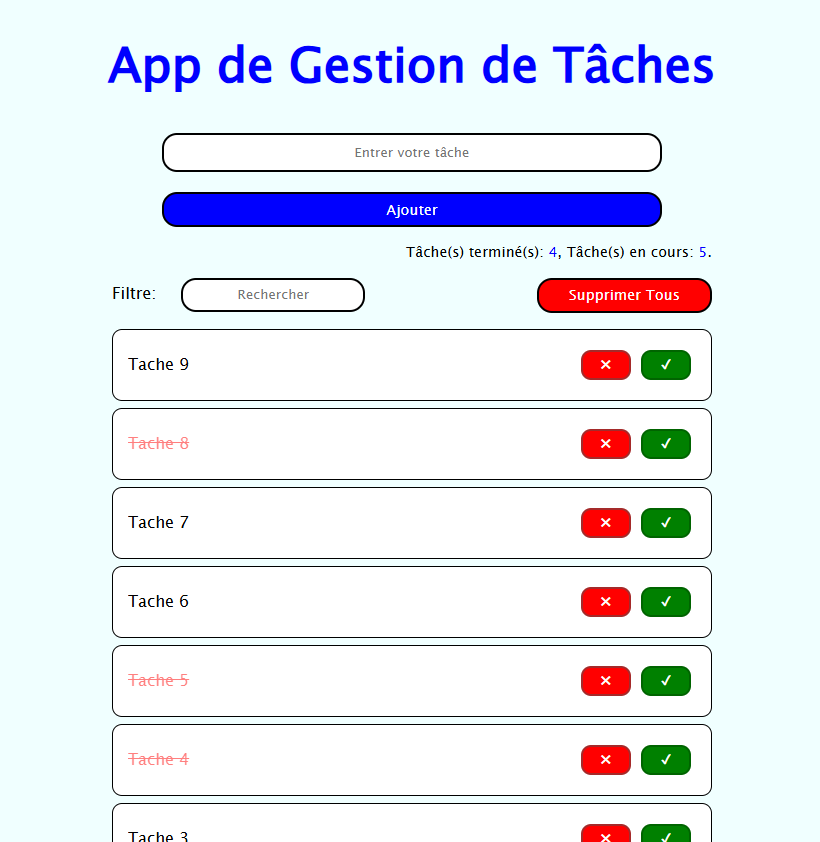 App de Gestion de Tâches
Entrer votre tâche
Ajouter
Tâche(s) terminé(s): 4, Tâche(s) en cours: 5.
Filtre: Rechercher Supprimer Tous
Tache 9 ✕ ✓
Tache 8 ✕ ✓
Tache 7 ✕ ✓
Tache 6 ✕ ✓
Tache 5 ✕ ✓
Tache 4 ✕ ✓
Tache 3 ✕ ✓